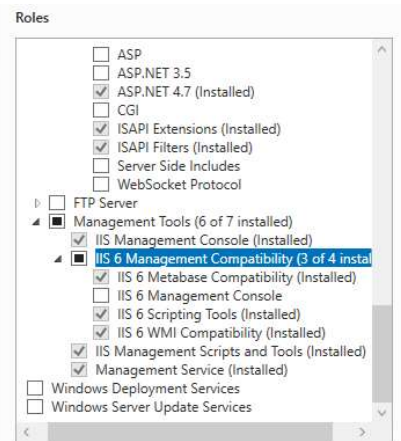 Roles
ASP
ASP.NET 3.5
ASP.NET 4.7 (Installed)
CGI
ISAPI Extensions (Installed)
ISAPI Filters (Installed)
Server Side Includes
WebSocket Protocol
FTP Server
Management Tools (6 of 7 installed)
IIS Management Console (Installed)
IIS 6 Management Compatibility (3 of 4 instal
IIS 6 Metabase Compatibility (Installed)
IIS 6 Management Console
IIS 6 Scripting Tools (Installed)
IIS 6 WMI Compatibility (Installed)
IIS Management Scripts and Tools (Installed)
Management Service (Installed)
Windows Deployment Services
Windows Server Update Services